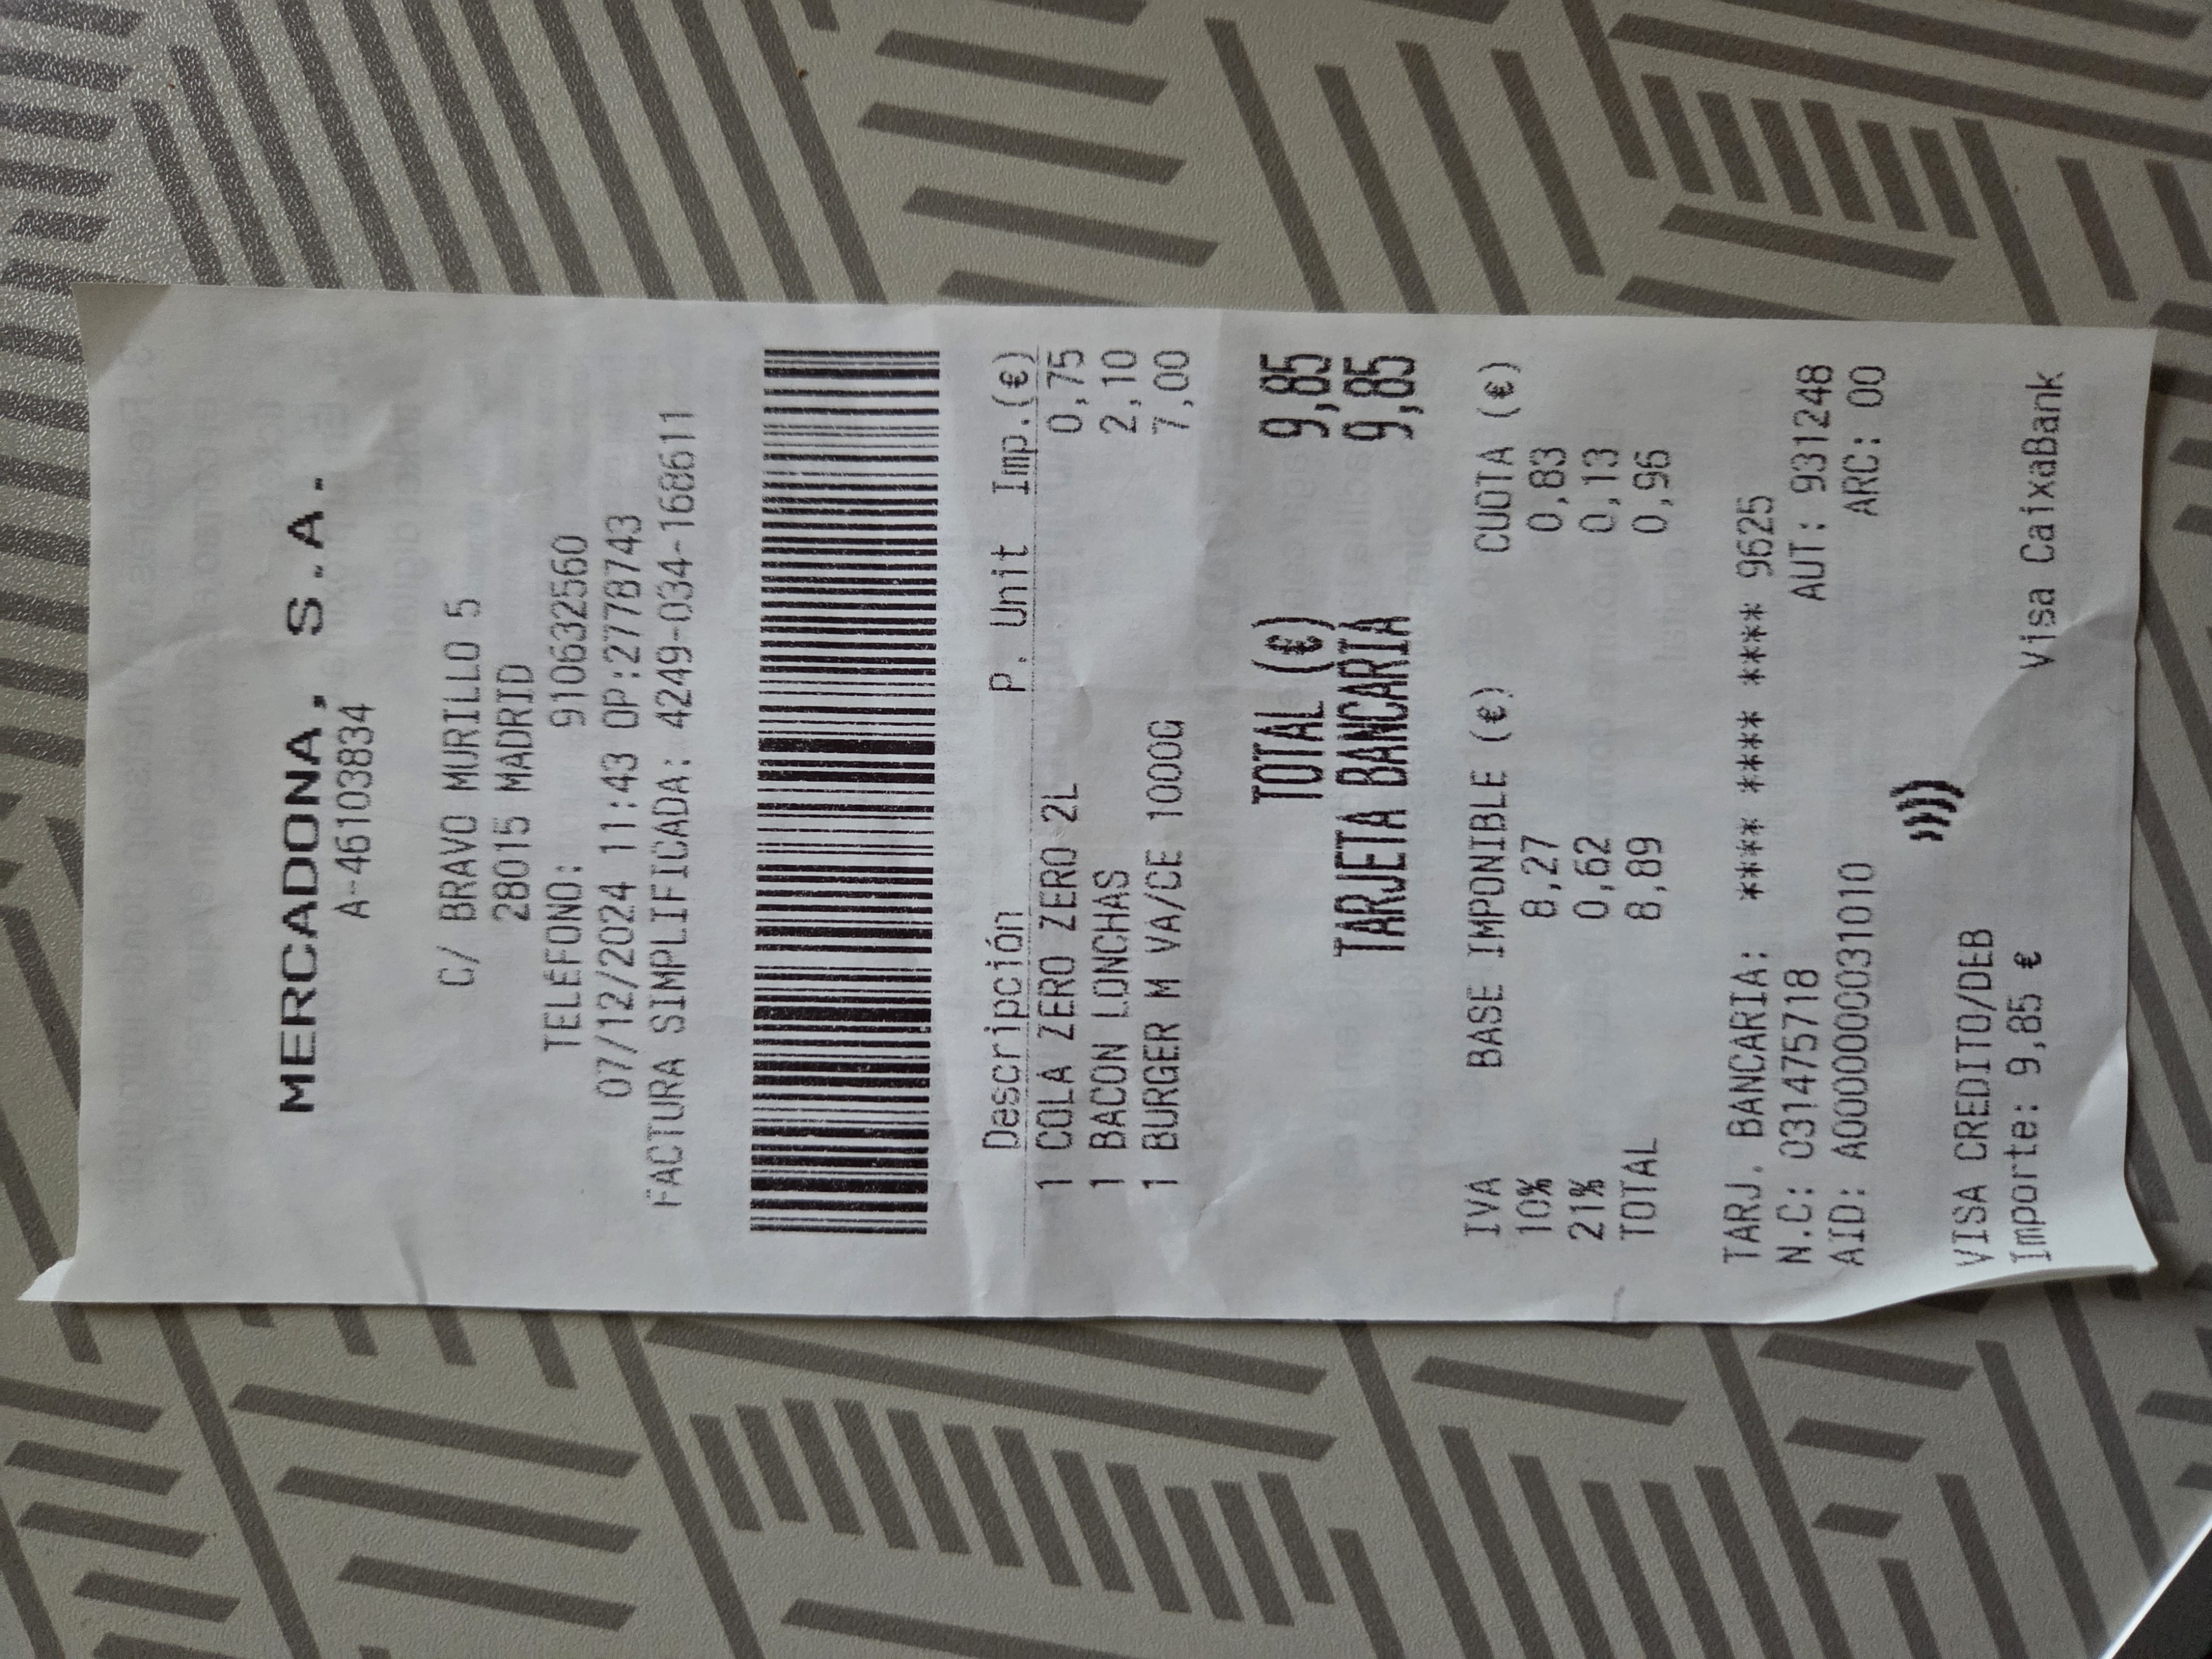 MERCADONA, S.A.
A-46103834
C/ BRAVO MURILLO 5
28015 MADRID
TELÉFONO: 910632560
07/12/2024 11:43 OP:2778743
FACTURA SIMPLIFICADA: 4249-034-168611
Descripción P. Unit Imp.(€)
1 COLA ZERO ZERO 2L 0,75
1 BACON LONCHAS 2,10
1 BURGER M VA/CE 1000G 7,00
TOTAL (€) 9,85
TARJETA BANCARIA 9,85
IVA BASE IMPONIBLE (€) CUOTA (€)
10% 8,27 0,83
21% 0,62 0,13
TOTAL 8,89 0,96
TARJ. BANCARIA: **** **** **** 9625
N.C: 031475718 AUT: 931248
AID: A0000000031010 ARC: 00
VISA CREDITO/DEB
Importe: 9,85 € Visa CaixaBank